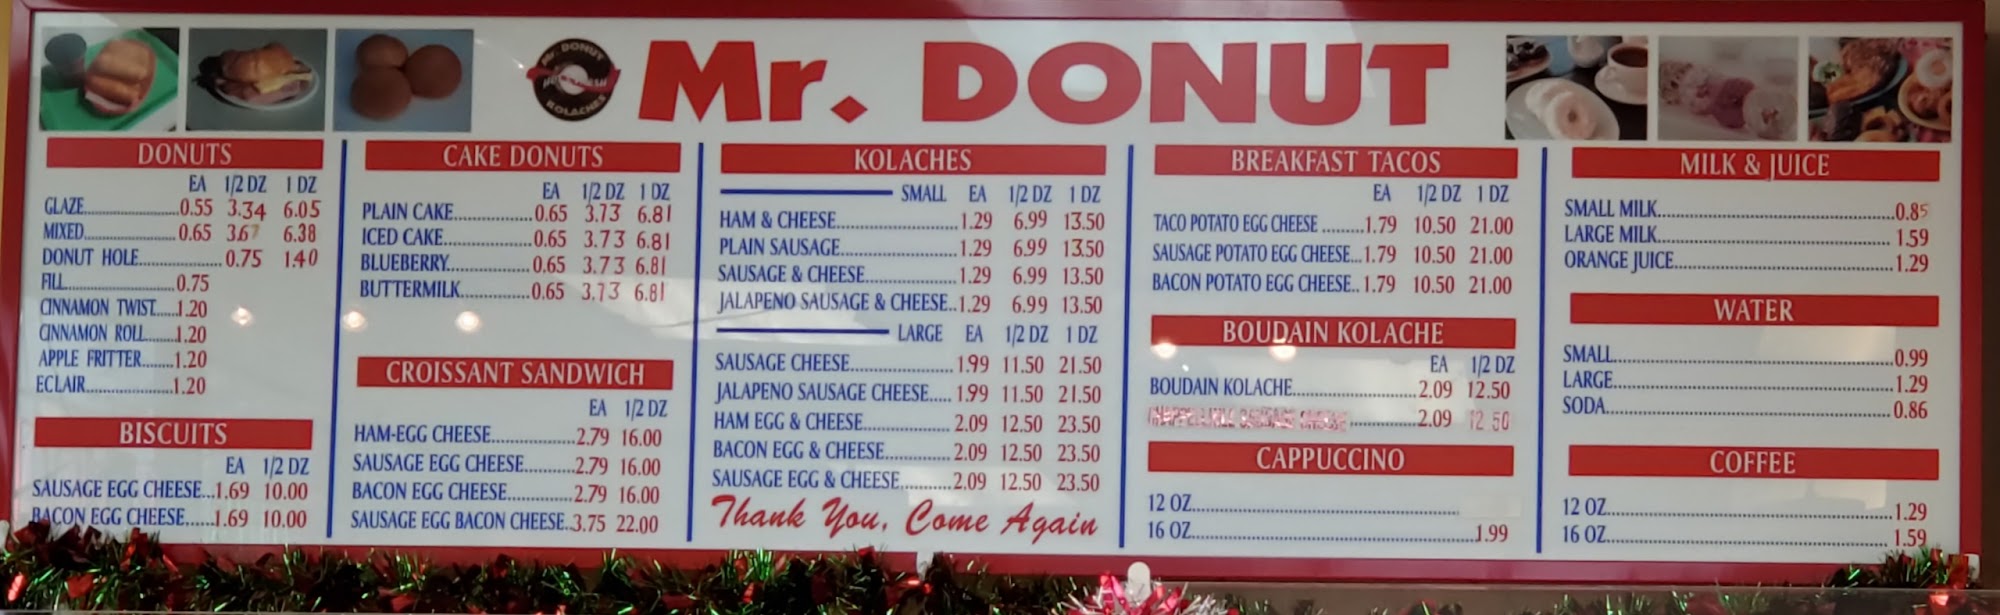 Mr. DONUT
Mr. DONUT
KOLACHES
DONUTS
EA 1/2 DZ 1 DZ
GLAZE 0.55 3.34 6.05
MIXED 0.65 3.67 6.38
DONUT HOLE 0.75 1.40
FILL 0.75
CINNAMON TWIST 1.20
CINNAMON ROLL 1.20
APPLE FRITTER 1.20
ECLAIR 1.20
BISCUITS
EA 1/2 DZ
SAUSAGE EGG CHEESE 1.69 10.00
BACON EGG CHEESE 1.69 10.00
CAKE DONUTS
EA 1/2 DZ 1 DZ
PLAIN CAKE 0.65 3.73 6.81
ICED CAKE 0.65 3.73 6.81
BLUEBERRY 0.65 3.73 6.81
BUTTERMILK 0.65 3.73 6.81
CROISSANT SANDWICH
EA 1/2 DZ
HAM-EGG CHEESE 2.79 16.00
SAUSAGE EGG CHEESE 2.79 16.00
BACON EGG CHEESE 2.79 16.00
SAUSAGE EGG BACON CHEESE 3.75 22.00
KOLACHES
SMALL EA 1/2 DZ 1 DZ
HAM & CHEESE 1.29 6.99 13.50
PLAIN SAUSAGE 1.29 6.99 13.50
SAUSAGE & CHEESE 1.29 6.99 13.50
JALAPENO SAUSAGE & CHEESE 1.29 6.99 13.50
LARGE EA 1/2 DZ 1 DZ
SAUSAGE CHEESE 1.99 11.50 21.50
JALAPENO SAUSAGE CHEESE 1.99 11.50 21.50
HAM EGG & CHEESE 2.09 12.50 23.50
BACON EGG & CHEESE 2.09 12.50 23.50
SAUSAGE EGG & CHEESE 2.09 12.50 23.50
Thank You, Come Again
BREAKFAST TACOS
EA 1/2 DZ 1 DZ
TACO POTATO EGG CHEESE 1.79 10.50 21.00
SAUSAGE POTATO EGG CHEESE 1.79 10.50 21.00
BACON POTATO EGG CHEESE 1.79 10.50 21.00
BOUDAIN KOLACHE
EA 1/2 DZ
BOUDAIN KOLACHE 2.09 12.50
2.09 12.50
CAPPUCCINO
12 OZ
16 OZ 1.99
MILK & JUICE
SMALL MILK 0.85
LARGE MILK 1.59
ORANGE JUICE 1.29
WATER
SMALL 0.99
LARGE 1.29
SODA 0.86
COFFEE
12 OZ 1.29
16 OZ 1.59